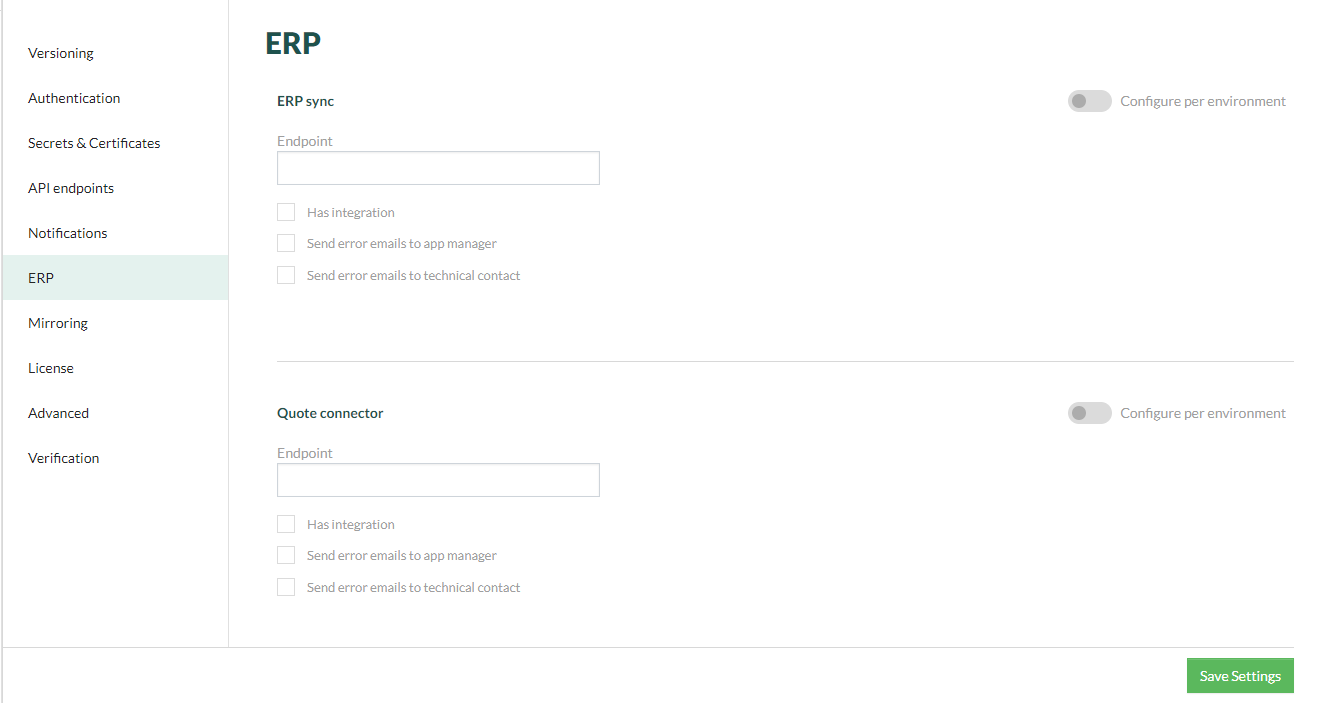 Versioning
Authentication
Secrets & Certificates
API endpoints
Notifications
ERP
Mirroring
License
Advanced
Verification
ERP
ERP sync
Configure per environment
Endpoint
Has integration
Send error emails to app manager
Send error emails to technical contact
Quote connector
Configure per environment
Endpoint
Has integration
Send error emails to app manager
Send error emails to technical contact
Save Settings